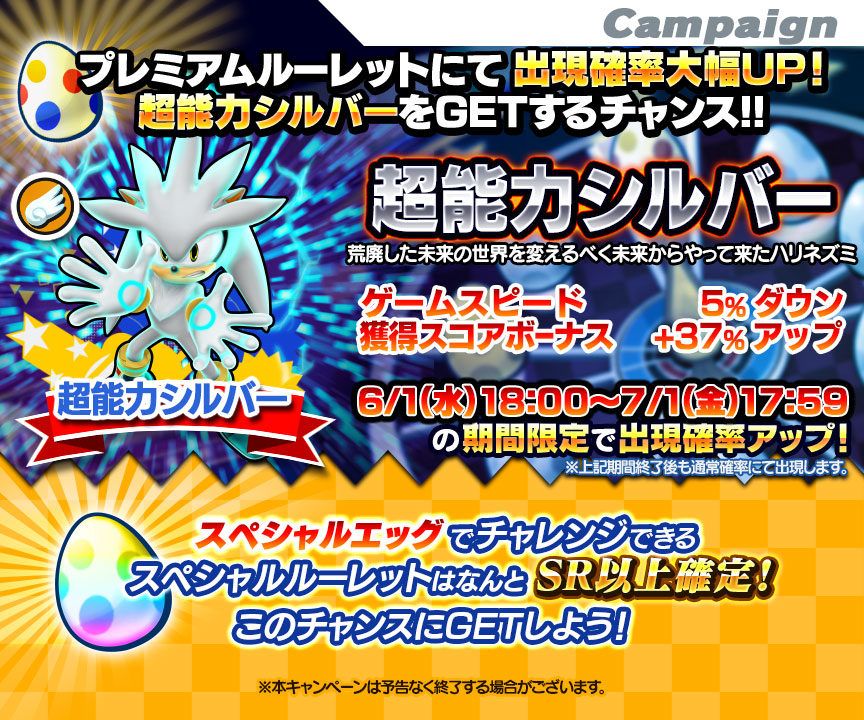 Campaign
プレミアムルーレットにて 出現確率大幅UP！
超能力シルバーをGETするチャンス!!
超能力シルバー
荒廃した未来の世界を変えるべく未来からやって来たハリネズミ
ゲームスピード 5%ダウン
獲得スコアボーナス +37%アップ
超能力シルバー
6/1(水)18:00～7/1(金)17:59
の期間限定で出現確率アップ！
※上記期間終了後も通常確率にて出現します。
スペシャルエッグでチャレンジできる
スペシャルルーレットはなんと SR以上確定！
このチャンスにGETしよう！
※本キャンペーンは予告なく終了する場合がございます。